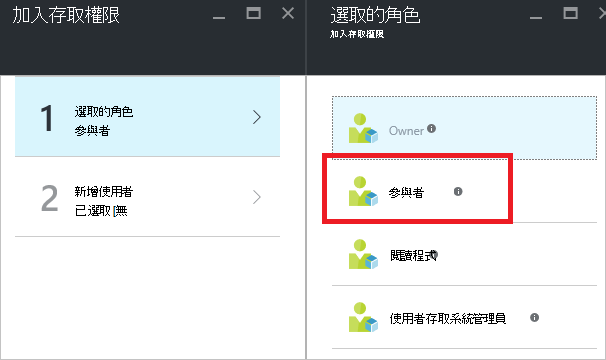 加入存取權限
1
選取的角色
參與者
2
新增使用者
已選取 [無
選取的角色
加入存取權限
Owner
參與者
閱讀程式
使用者存取系統管理員